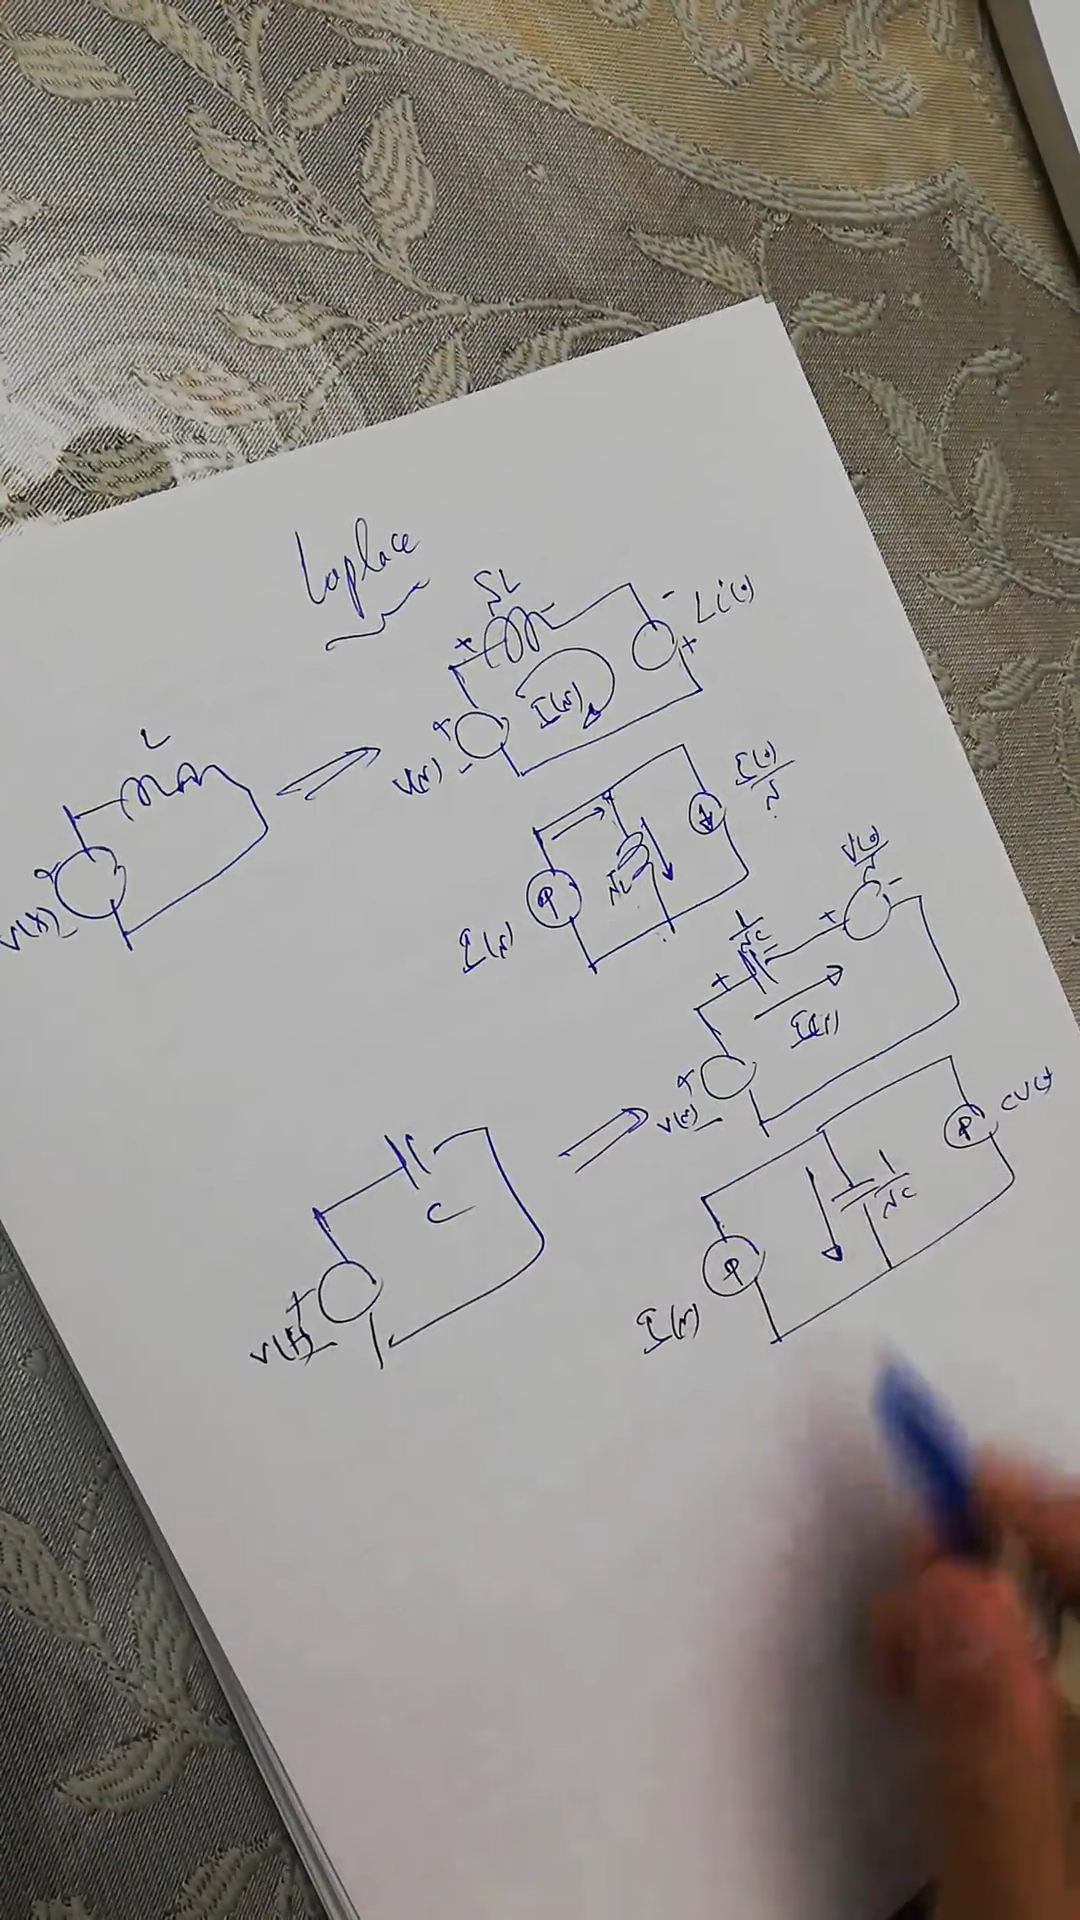 Laplace
SL
+
- Li(0)
+
I(s)
+
V(s) -
L
+
V(t) -
i(0)/s
sL
I(s)
V(0)/s
+ -
1/sC
+
I(s)
+
V(s) -
CV(0)
C
1/sC
+
V(t) -
I(s)